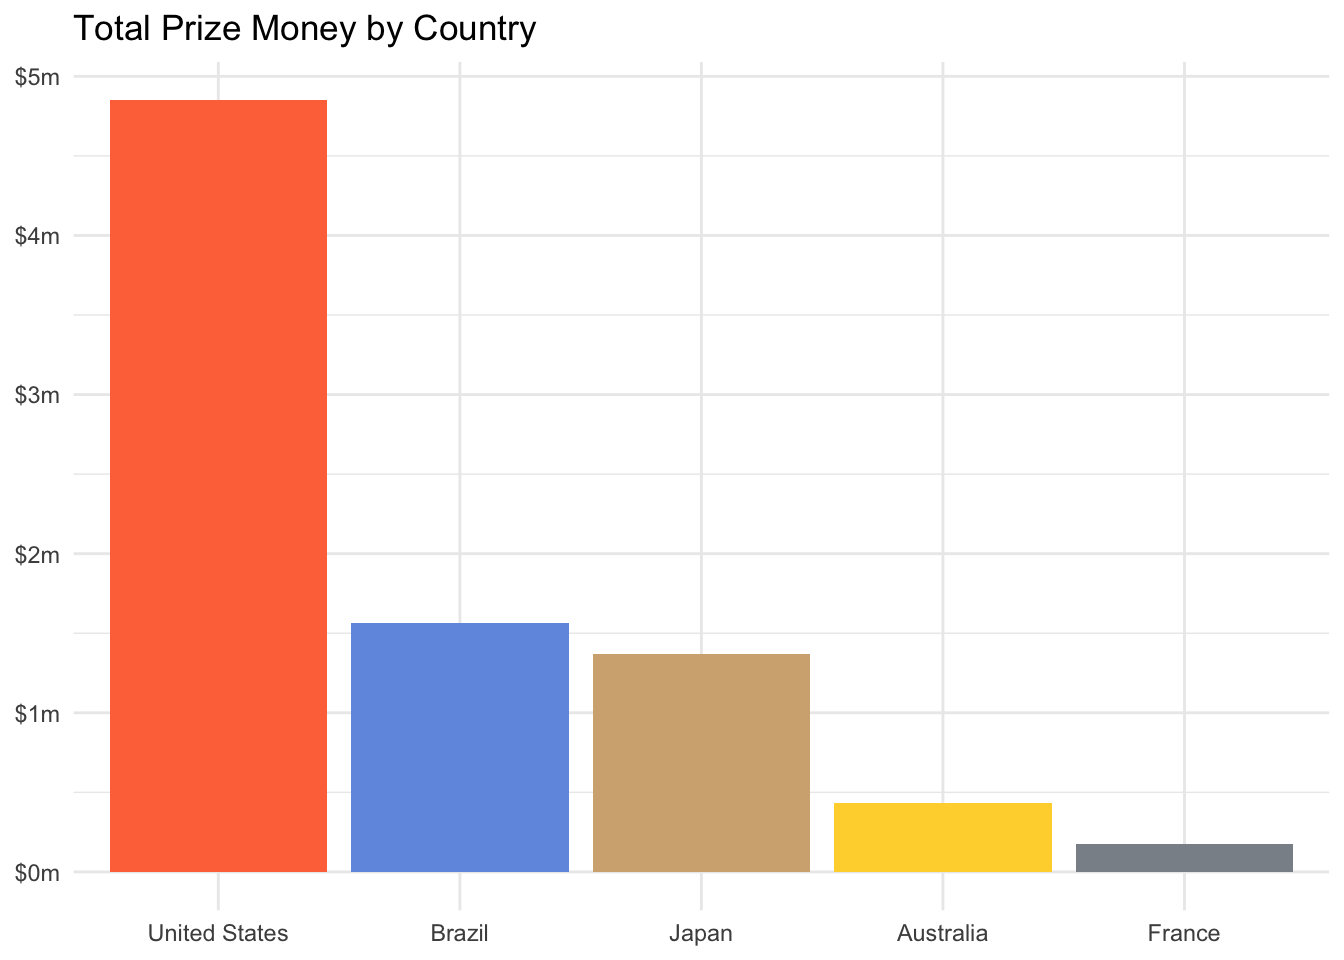 Total Prize Money by Country
$5m
$4m
$3m
$2m
$1m
$0m
United States
Brazil
Japan
Australia
France